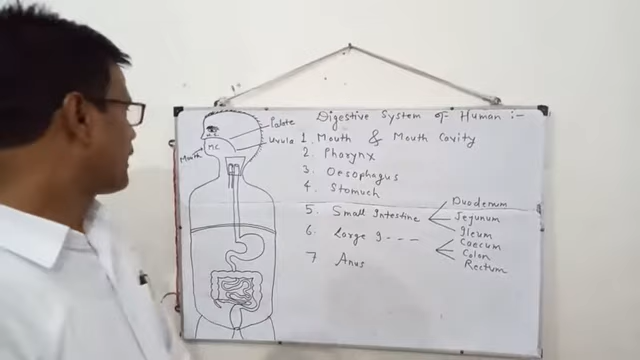 Digestive System of Human :-
Palate
Uvula
MC
Mouth
1. Mouth & Mouth Cavity
2. Pharynx
3. Oesophagus
4. Stomuch
5. Small Intestine
Duodenum
Jejunum
Ileum
6. Large I - - -
Caecum
Colon
Rectum
7 Anus